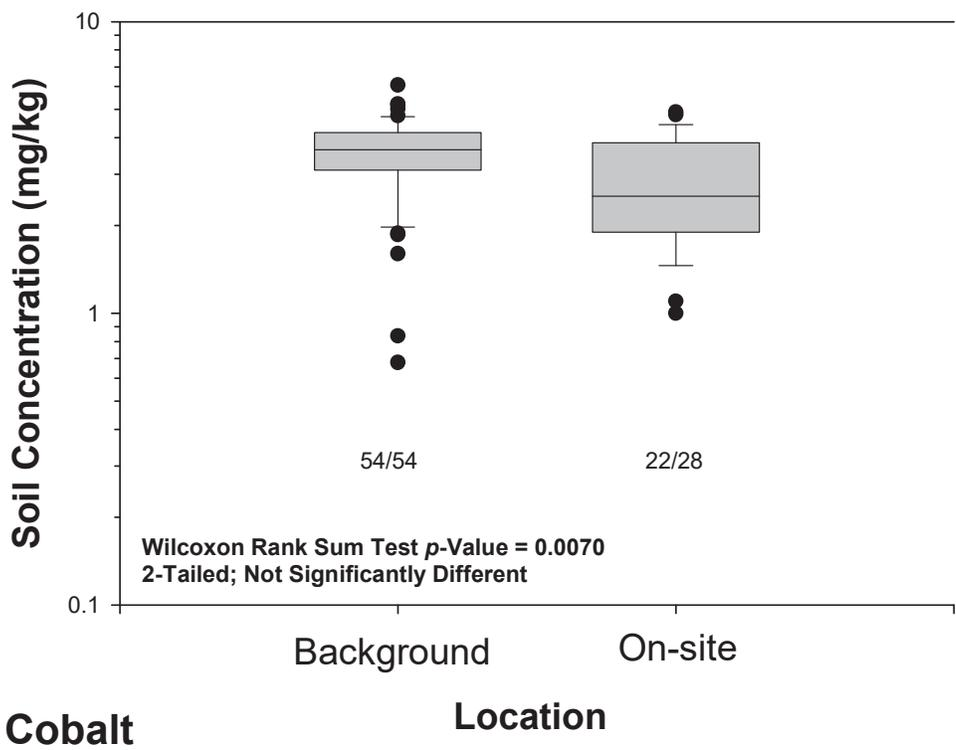 10
1
0.1
Soil Concentration (mg/kg)
54/54
22/28
Wilcoxon Rank Sum Test p-Value = 0.0070
2-Tailed; Not Significantly Different
Background
On-site
Location
Cobalt